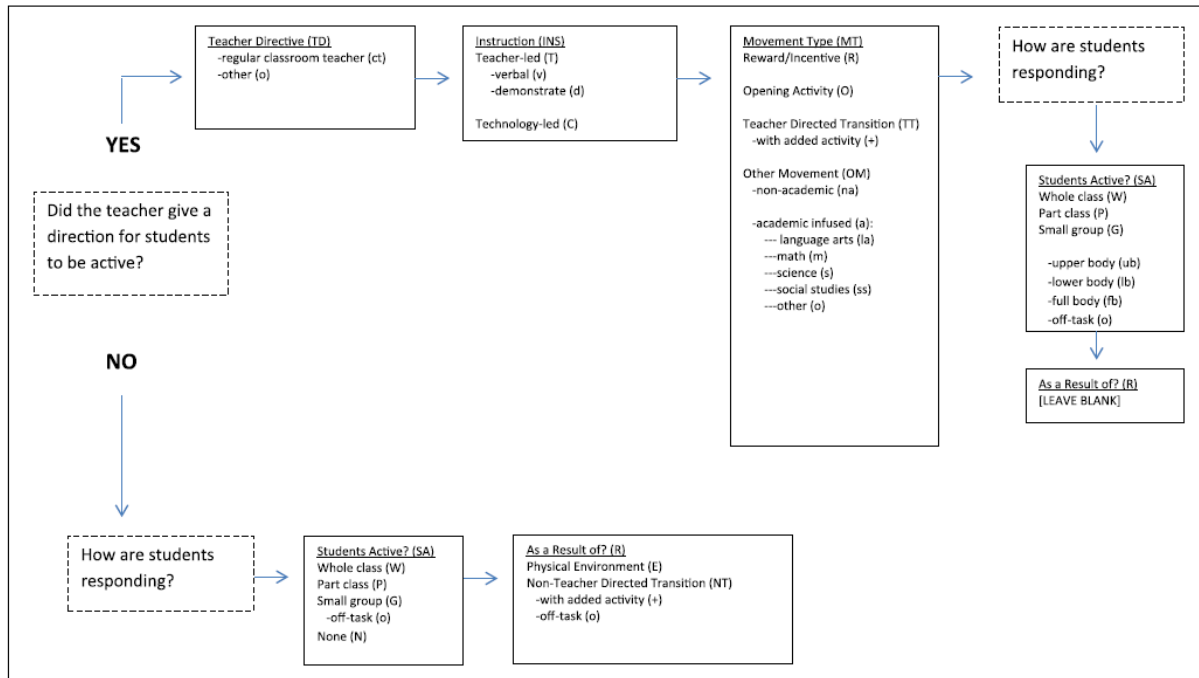 Teacher Directive (TD)
-regular classroom teacher (ct)
-other (o)
Instruction (INS)
Teacher-led (T)
-verbal (v)
-demonstrate (d)
Technology-led (C)
Movement Type (MT)
Reward/Incentive (R)
Opening Activity (O)
Teacher Directed Transition (TT)
-with added activity (+)
Other Movement (OM)
-non-academic (na)
-academic infused (a):
--- language arts (la)
---math (m)
---science (s)
---social studies (ss)
---other (o)
How are students
responding?
Students Active? (SA)
Whole class (W)
Part class (P)
Small group (G)
-upper body (ub)
-lower body (lb)
-full body (fb)
-off-task (o)
As a Result of? (R)
[LEAVE BLANK]
YES
Did the teacher give a
direction for students
to be active?
NO
How are students
responding?
Students Active? (SA)
Whole class (W)
Part class (P)
Small group (G)
-off-task (o)
None (N)
As a Result of? (R)
Physical Environment (E)
Non-Teacher Directed Transition (NT)
-with added activity (+)
-off-task (o)